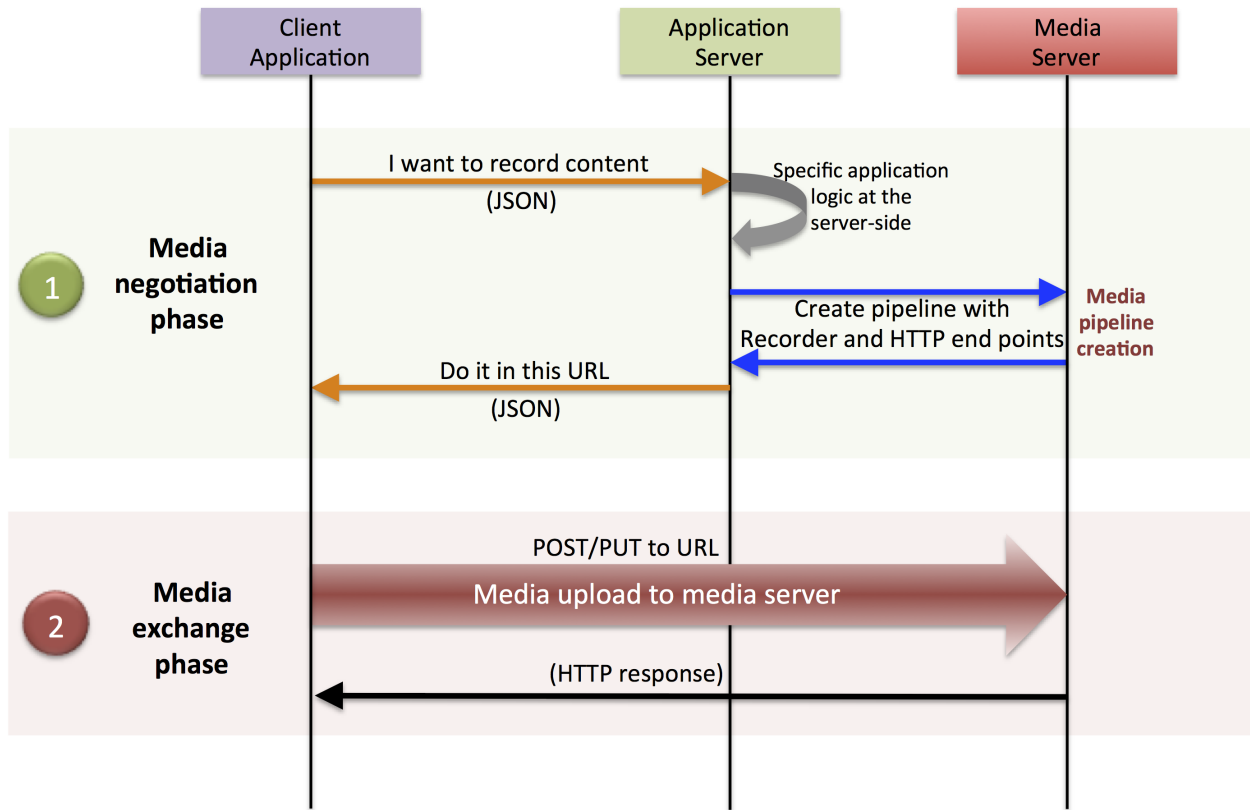 Client
Application
Application
Server
Media
Server
I want to record content
(JSON)
Specific application
logic at the
server-side
1
Media
negotiation
phase
Create pipeline with
Recorder and HTTP end points
Media
pipeline
creation
Do it in this URL
(JSON)
POST/PUT to URL
Media upload to media server
2
Media
exchange
phase
(HTTP response)